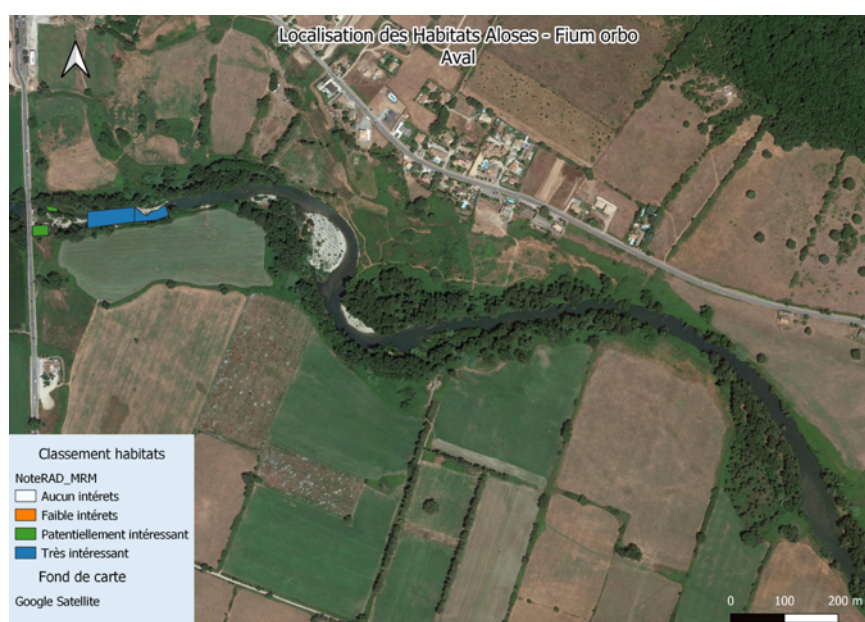 Localisation des Habitats Aloses - Fium orbo
Aval
Classement habitats
NoteRAD_MRM
Aucun intérets
Faible intérets
Patentiellement intéressant
Très intéressant
Fond de carte
Google Satellite
0 100 200 m